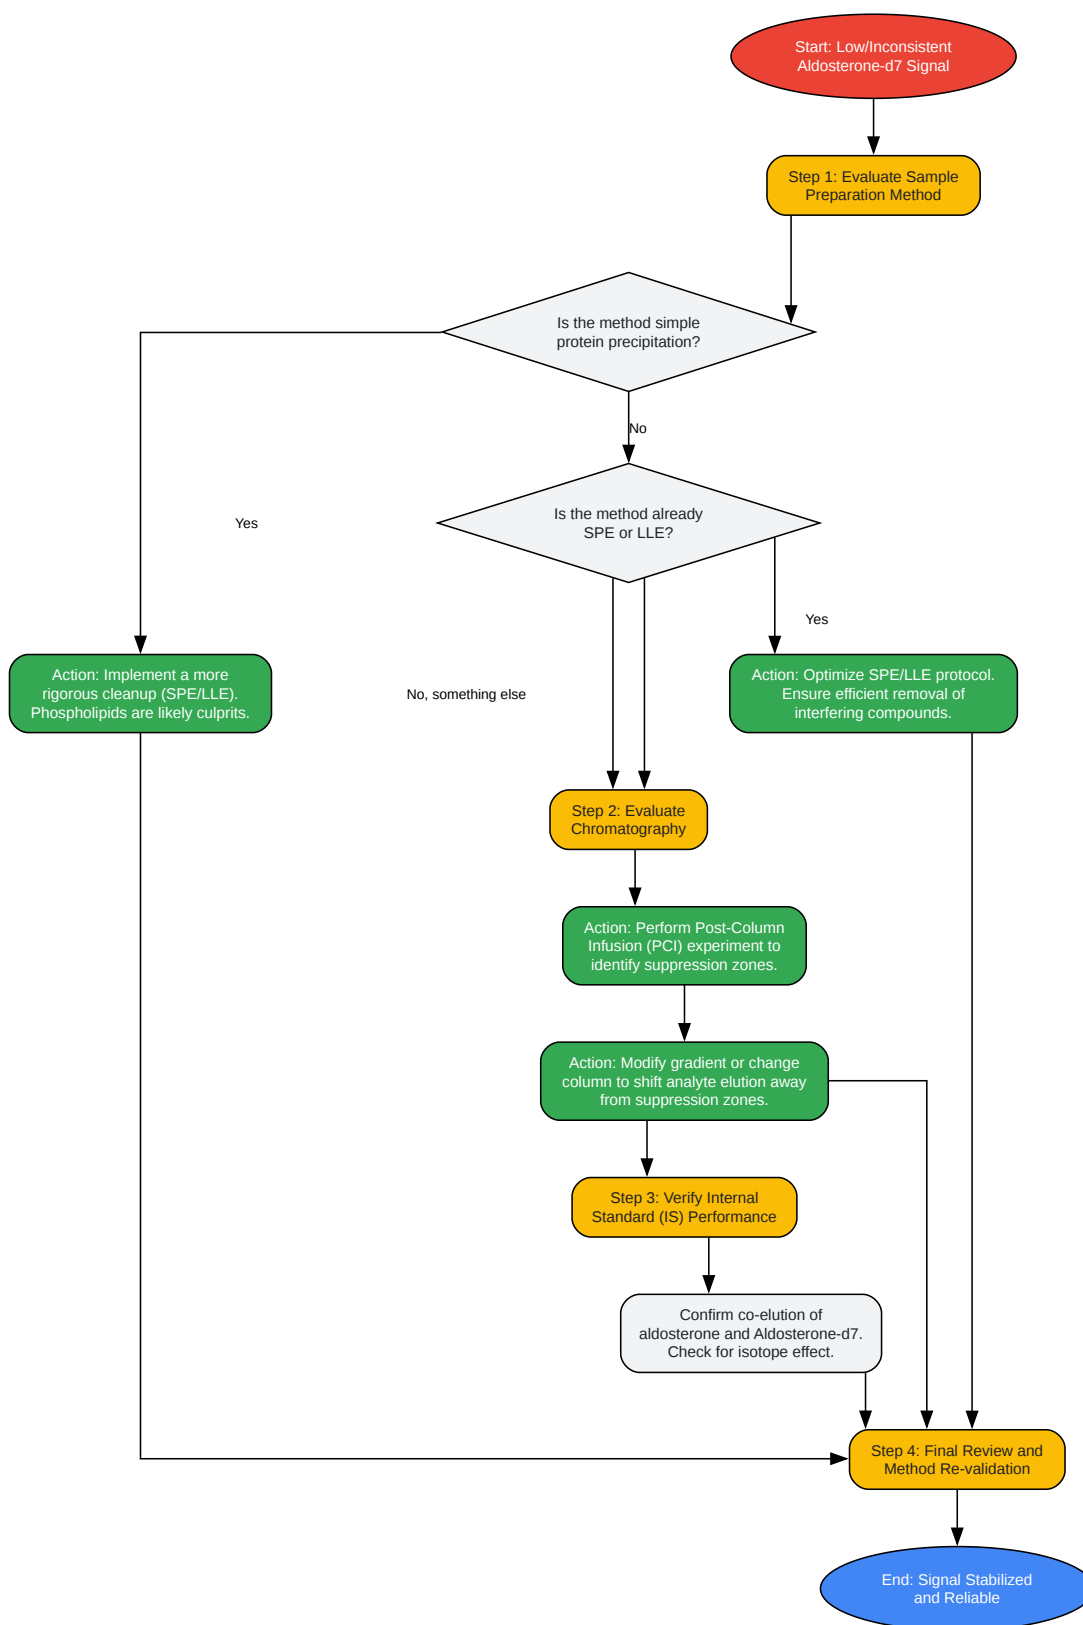 Start: Low/Inconsistent
Aldosterone-d7 Signal
Step 1: Evaluate Sample
Preparation Method
Is the method simple
protein precipitation?
No
Is the method already
SPE or LLE?
Yes
Yes
Action: Implement a more
rigorous cleanup (SPE/LLE).
Phospholipids are likely culprits.
No, something else
Action: Optimize SPE/LLE protocol.
Ensure efficient removal of
interfering compounds.
Step 2: Evaluate
Chromatography
Action: Perform Post-Column
Infusion (PCI) experiment to
identify suppression zones.
Action: Modify gradient or change
column to shift analyte elution away
from suppression zones.
Step 3: Verify Internal
Standard (IS) Performance
Confirm co-elution of
aldosterone and Aldosterone-d7.
Check for isotope effect.
Step 4: Final Review and
Method Re-validation
End: Signal Stabilized
and Reliable